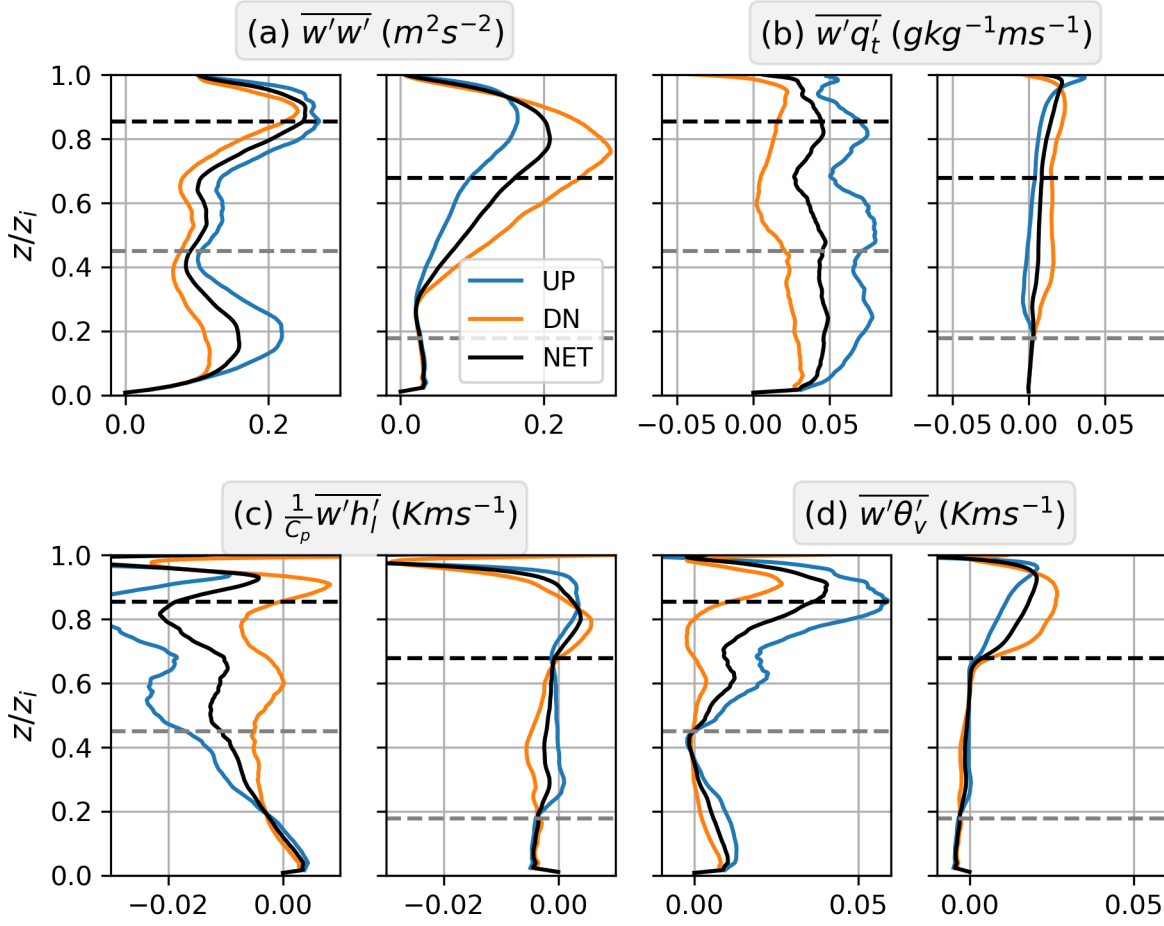 (a) $\overline{w'w'}$ $(m^2s^{-2})$
(b) $\overline{w'q_t'}$ $(gkg^{-1}ms^{-1})$
1.0
0.8
0.6
0.4
0.2
0.0
z/z_i
UP
DN
NET
0.0 0.2 0.0 0.2 −0.05 0.00 0.05 −0.05 0.00 0.05
(c) $\frac{1}{C_p}\overline{w'h_l'}$ $(Kms^{-1})$
(d) $\overline{w'\theta_v'}$ $(Kms^{-1})$
1.0
0.8
0.6
0.4
0.2
0.0
z/z_i
−0.02 0.00 −0.02 0.00 0.00 0.05 0.00 0.05